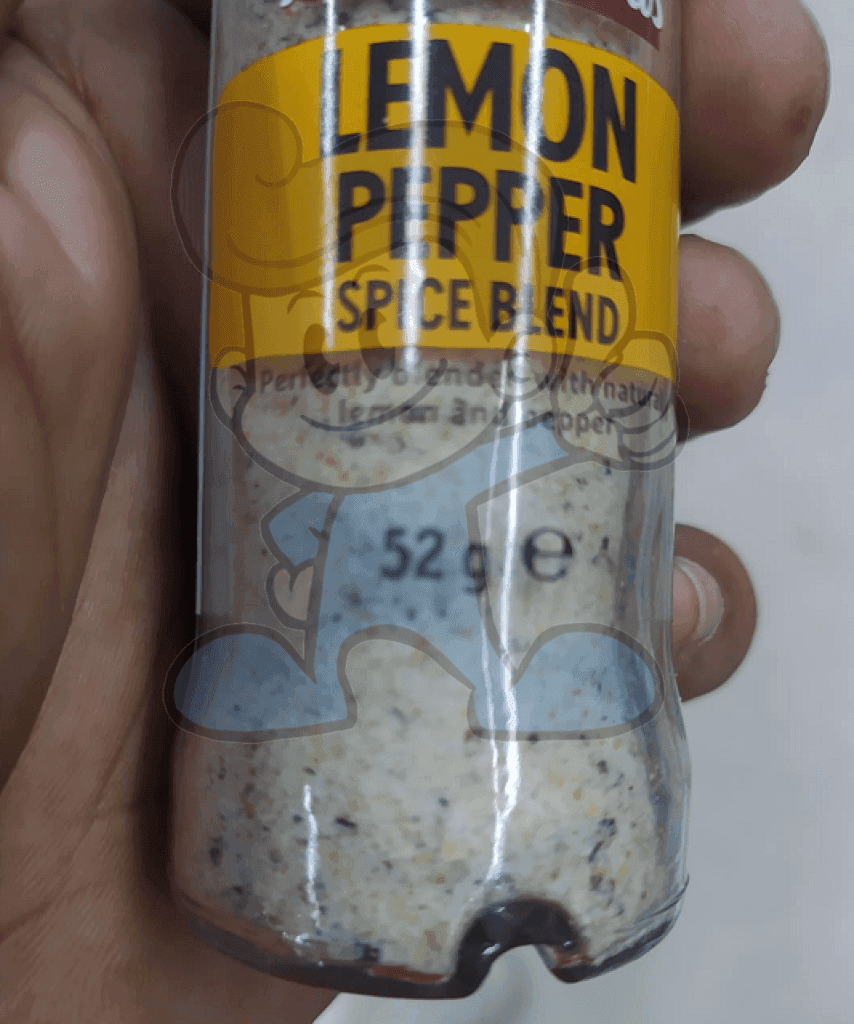 LEMON
PEPPER
SPICE BLEND
Perfectly blended with natural
lemon and pepper
52 g ℮